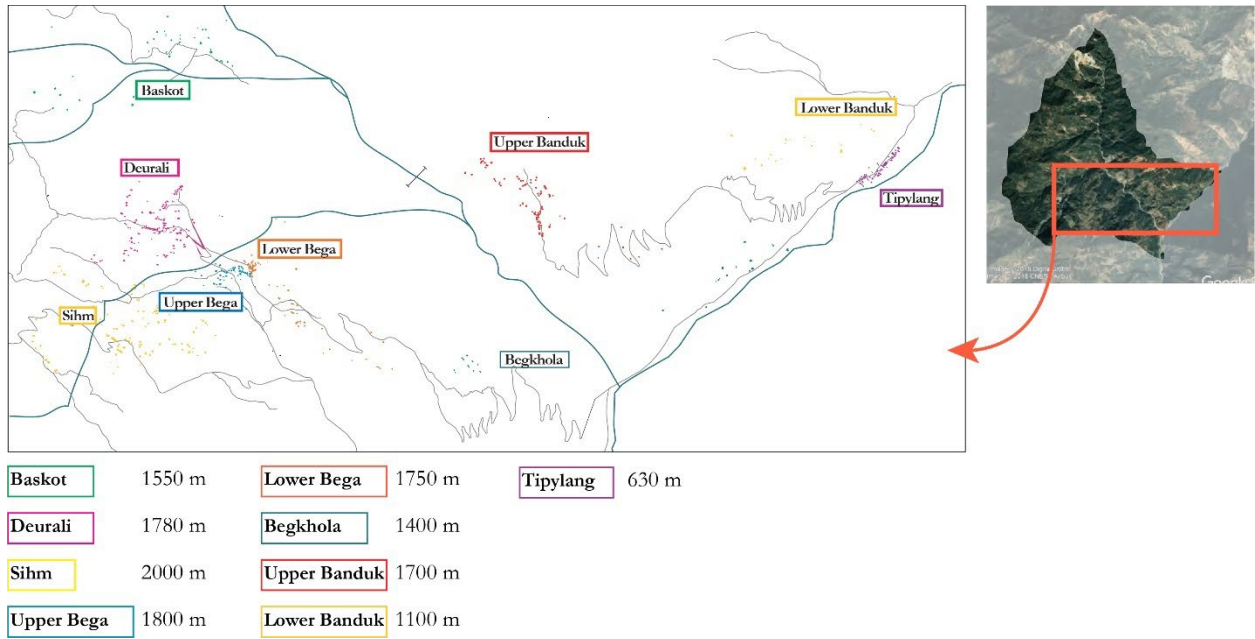 Baskot
Lower Banduk
Upper Banduk
Deurali
Tipylang
Lower Bega
Upper Bega
Sihm
Begkhola
Google
Baskot 1550 m Lower Bega 1750 m Tipylang 630 m
Deurali 1780 m Begkhola 1400 m
Sihm 2000 m Upper Banduk 1700 m
Upper Bega 1800 m Lower Banduk 1100 m